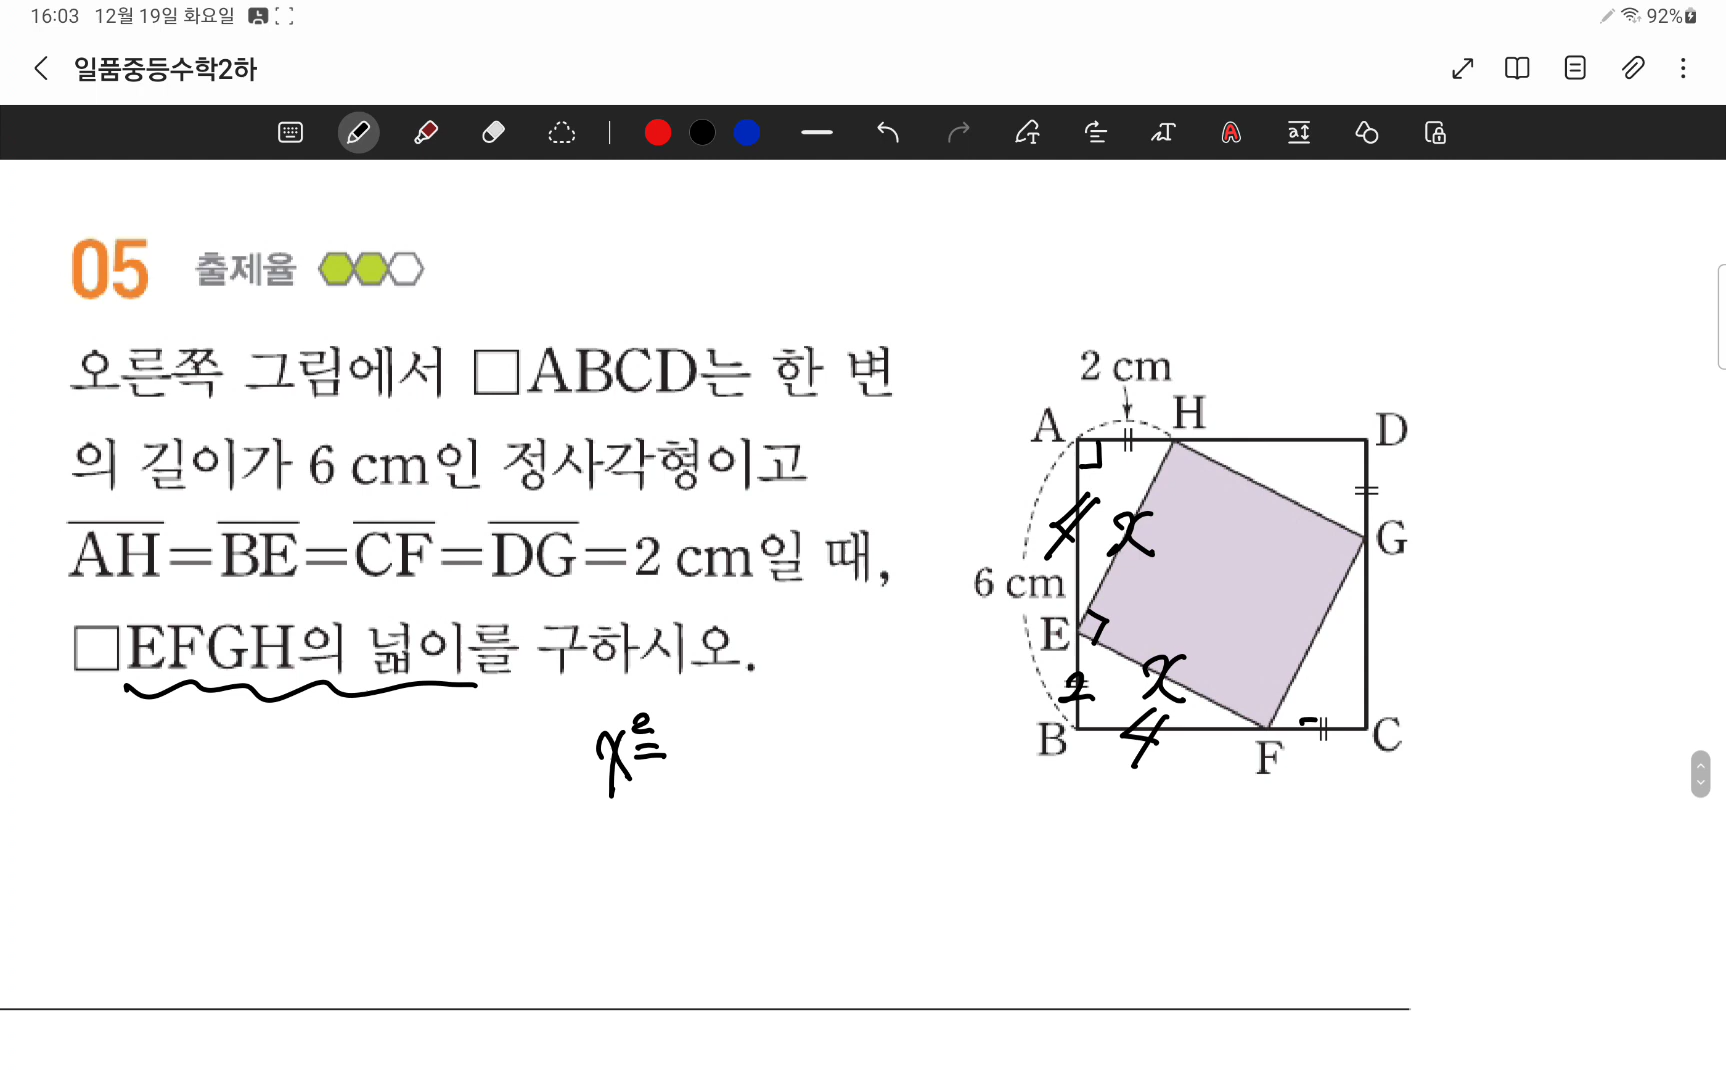 16:03 12월 19일 화요일
92%
일품중등수학2하
05 출제율
오른쪽 그림에서 □ABCD는 한 변
의 길이가 6 cm인 정사각형이고
AH=BE=CF=DG=2 cm일 때,
□EFGH의 넓이를 구하시오.
x²=
2 cm
A H D
x
G
6 cm
E
2 x
B 4 F C